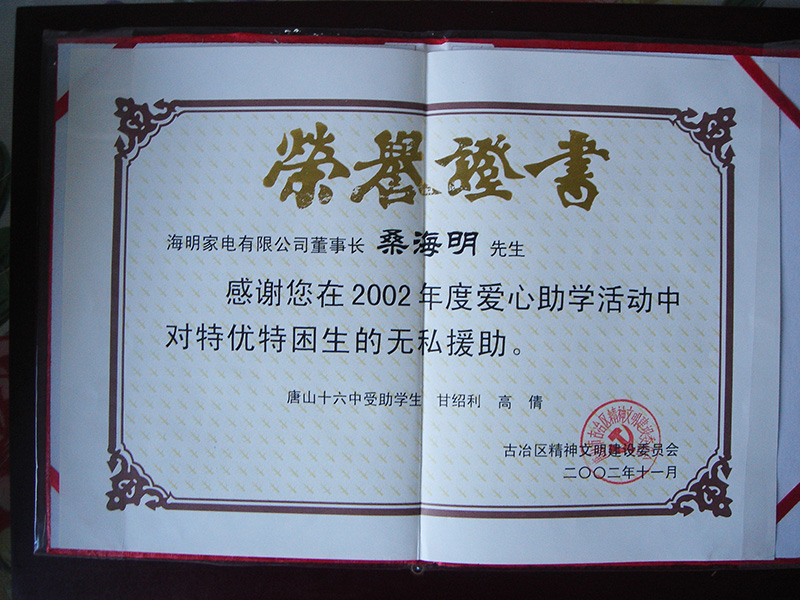 榮譽證書
海明家电有限公司董事长 桑海明 先生
感谢您在2002年度爱心助学活动中
对特优特困生的无私援助。
唐山十六中受助学生 甘绍利 高倩
古冶区精神文明建设委员会
二〇〇二年十一月